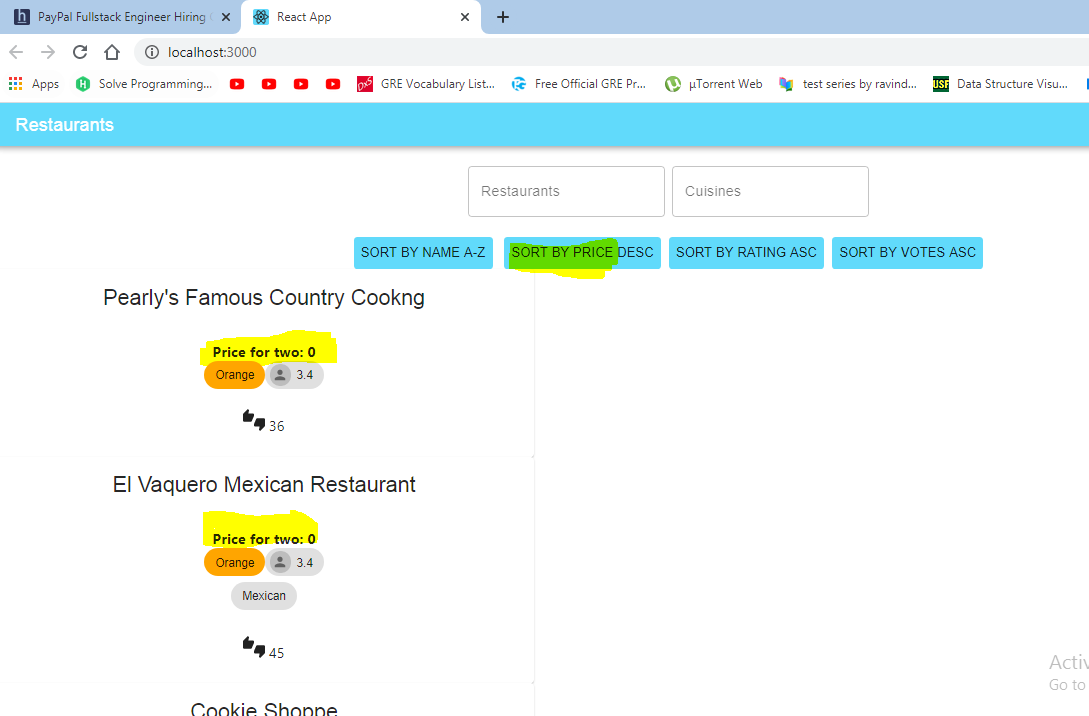 PayPal Fullstack Engineer Hiring
React App
localhost:3000
Apps
Solve Programming...
GRE Vocabulary List...
Free Official GRE Pr...
µTorrent Web
test series by ravind...
USF
Data Structure Visu...
Restaurants
Restaurants
Cuisines
SORT BY NAME A-Z
SORT BY PRICE DESC
SORT BY RATING ASC
SORT BY VOTES ASC
Pearly's Famous Country Cookng
Price for two: 0
Orange
3.4
36
El Vaquero Mexican Restaurant
Price for two: 0
Orange
3.4
Mexican
45
Cookie Shoppe
Activ
Go to